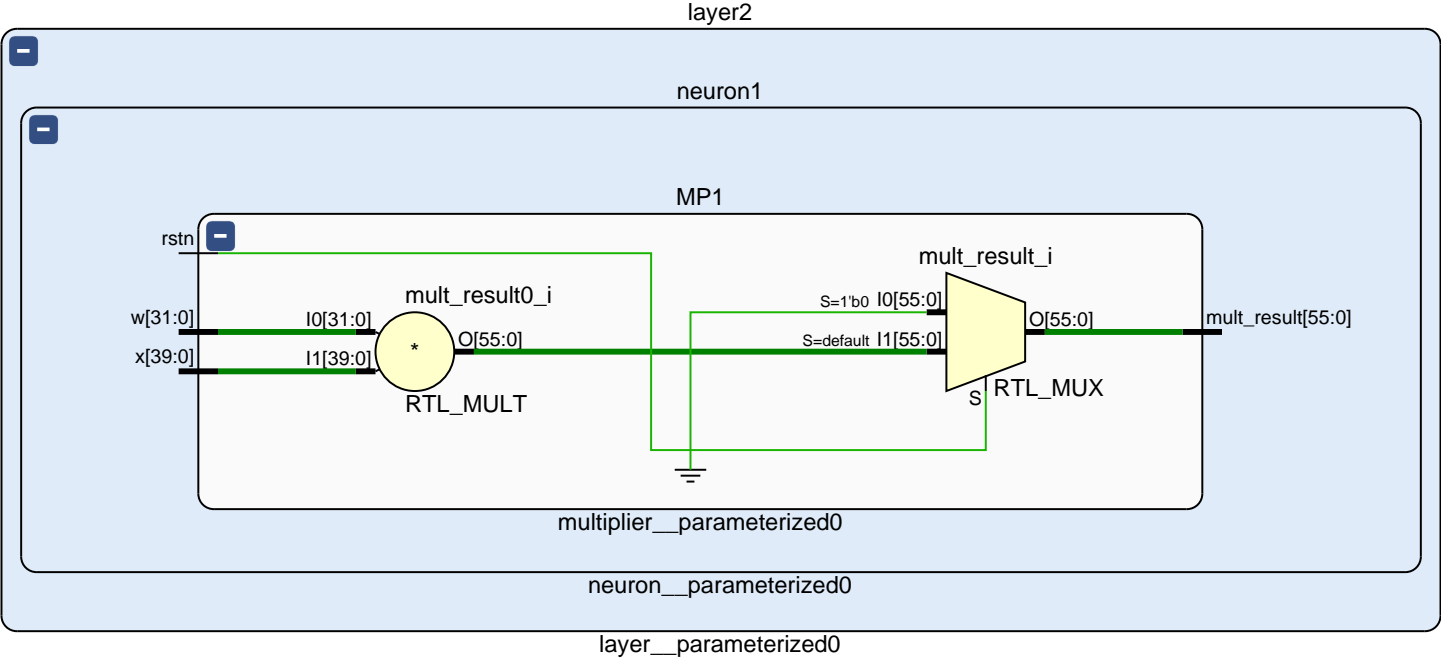 layer2
neuron1
MP1
rstn
mult_result_i
mult_result0_i
S=1'b0 I0[55:0]
w[31:0] I0[31:0] O[55:0] mult_result[55:0]
O[55:0] S=default I1[55:0]
x[39:0] I1[39:0]
*
RTL_MUX
S
RTL_MULT
multiplier__parameterized0
neuron__parameterized0
layer__parameterized0